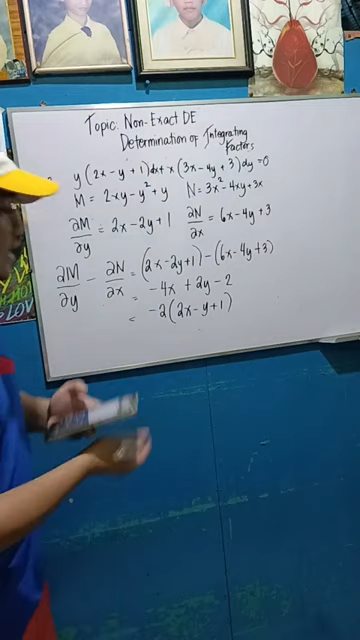 Topic: Non-Exact DE
Determination of Integrating
Factors
y(2x-y+1)dx + x(3x-4y+3)dy=0
M = 2xy-y²+y N = 3x²-4xy+3x
∂M/∂y = 2x-2y+1 ∂N/∂x = 6x-4y+3
∂M/∂y - ∂N/∂x = (2x-2y+1)-(6x-4y+3)
= -4x+2y-2
= -2(2x-y+1)